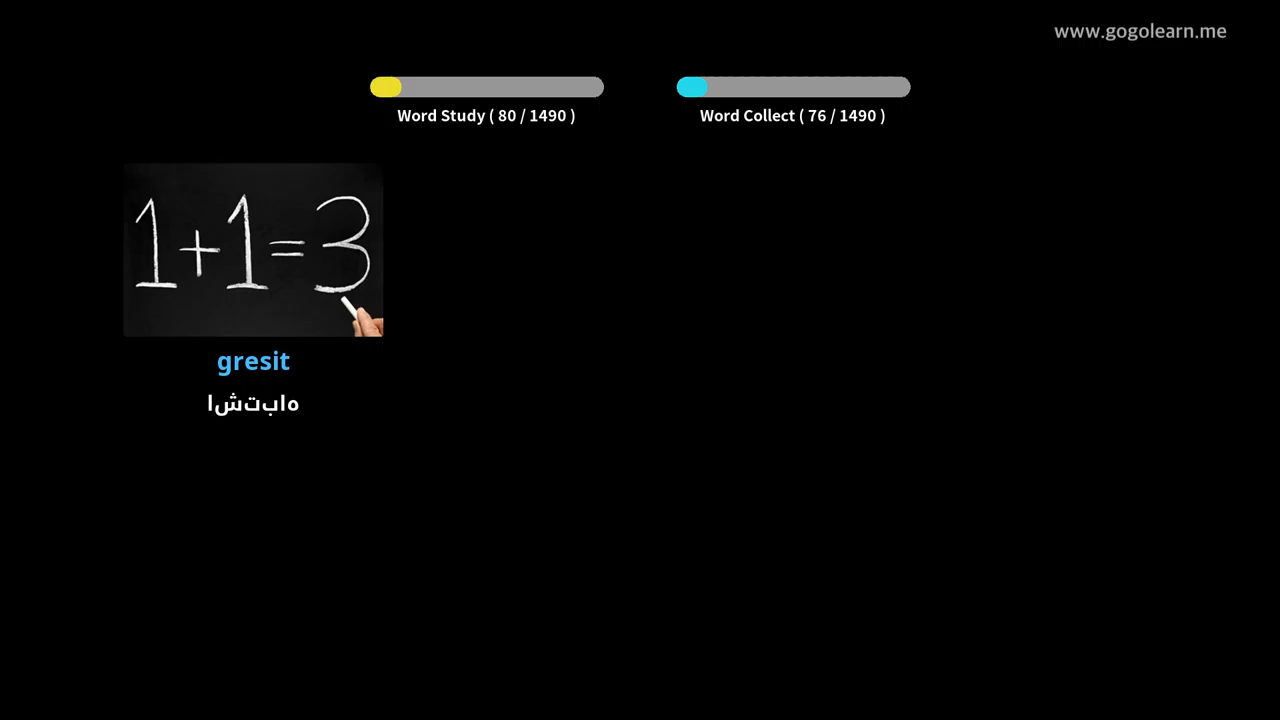 www.gogolearn.me
Word Study ( 80 / 1490 )
Word Collect ( 76 / 1490 )
1+1=3
gresit
اشتباه